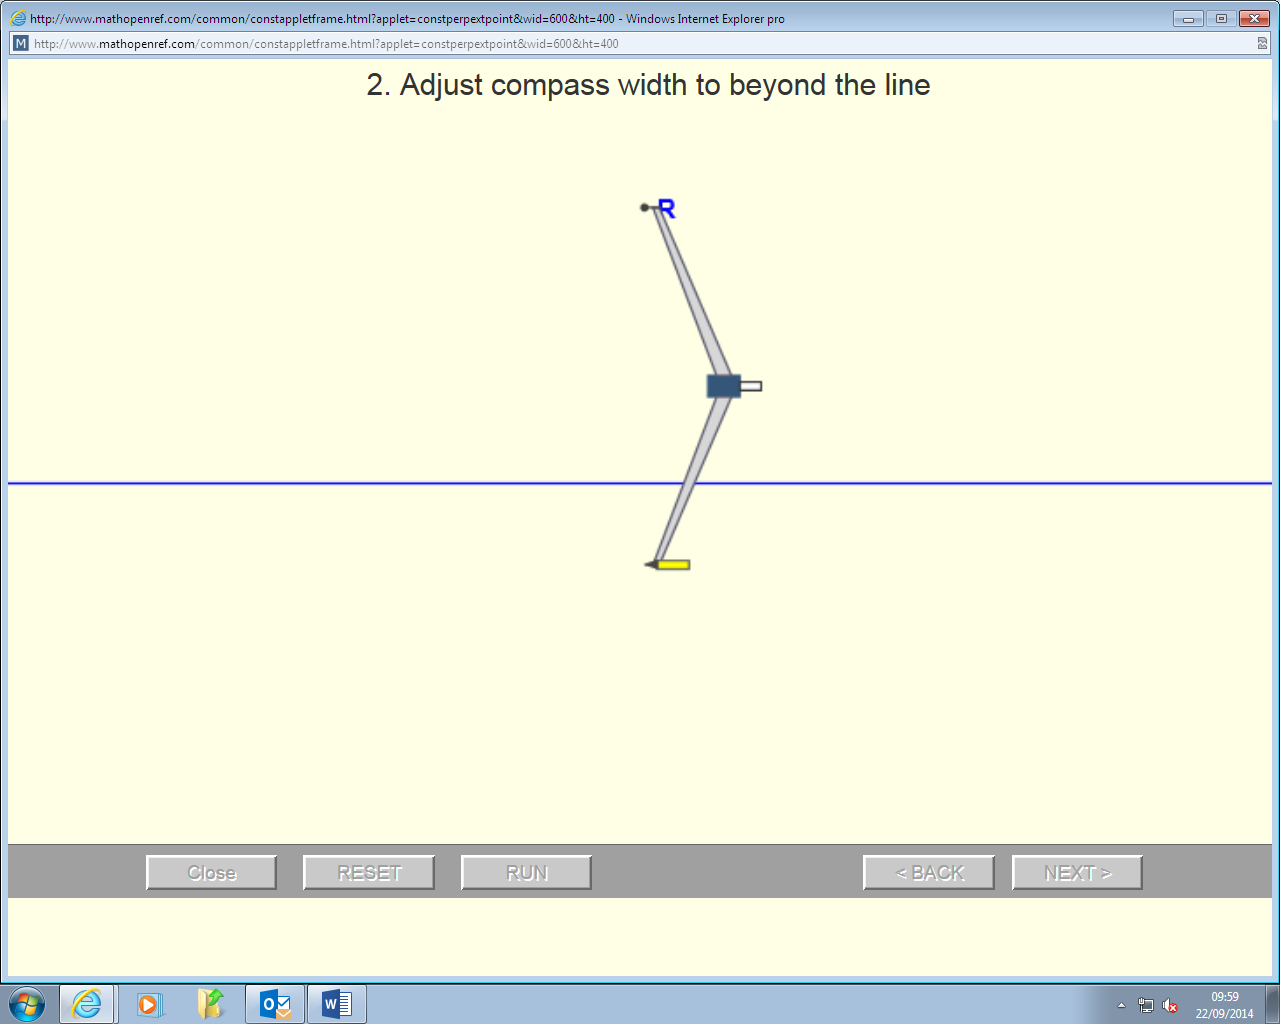 http://www.mathopenref.com/common/constappletframe.html?applet=constperpextpoint&wid=600&ht=400 - Windows Internet Explorer pro
M http://www.mathopenref.com/common/constappletframe.html?applet=constperpextpoint&wid=600&ht=400
2. Adjust compass width to beyond the line
R
Close RESET RUN < BACK NEXT >
09:59
22/09/2014